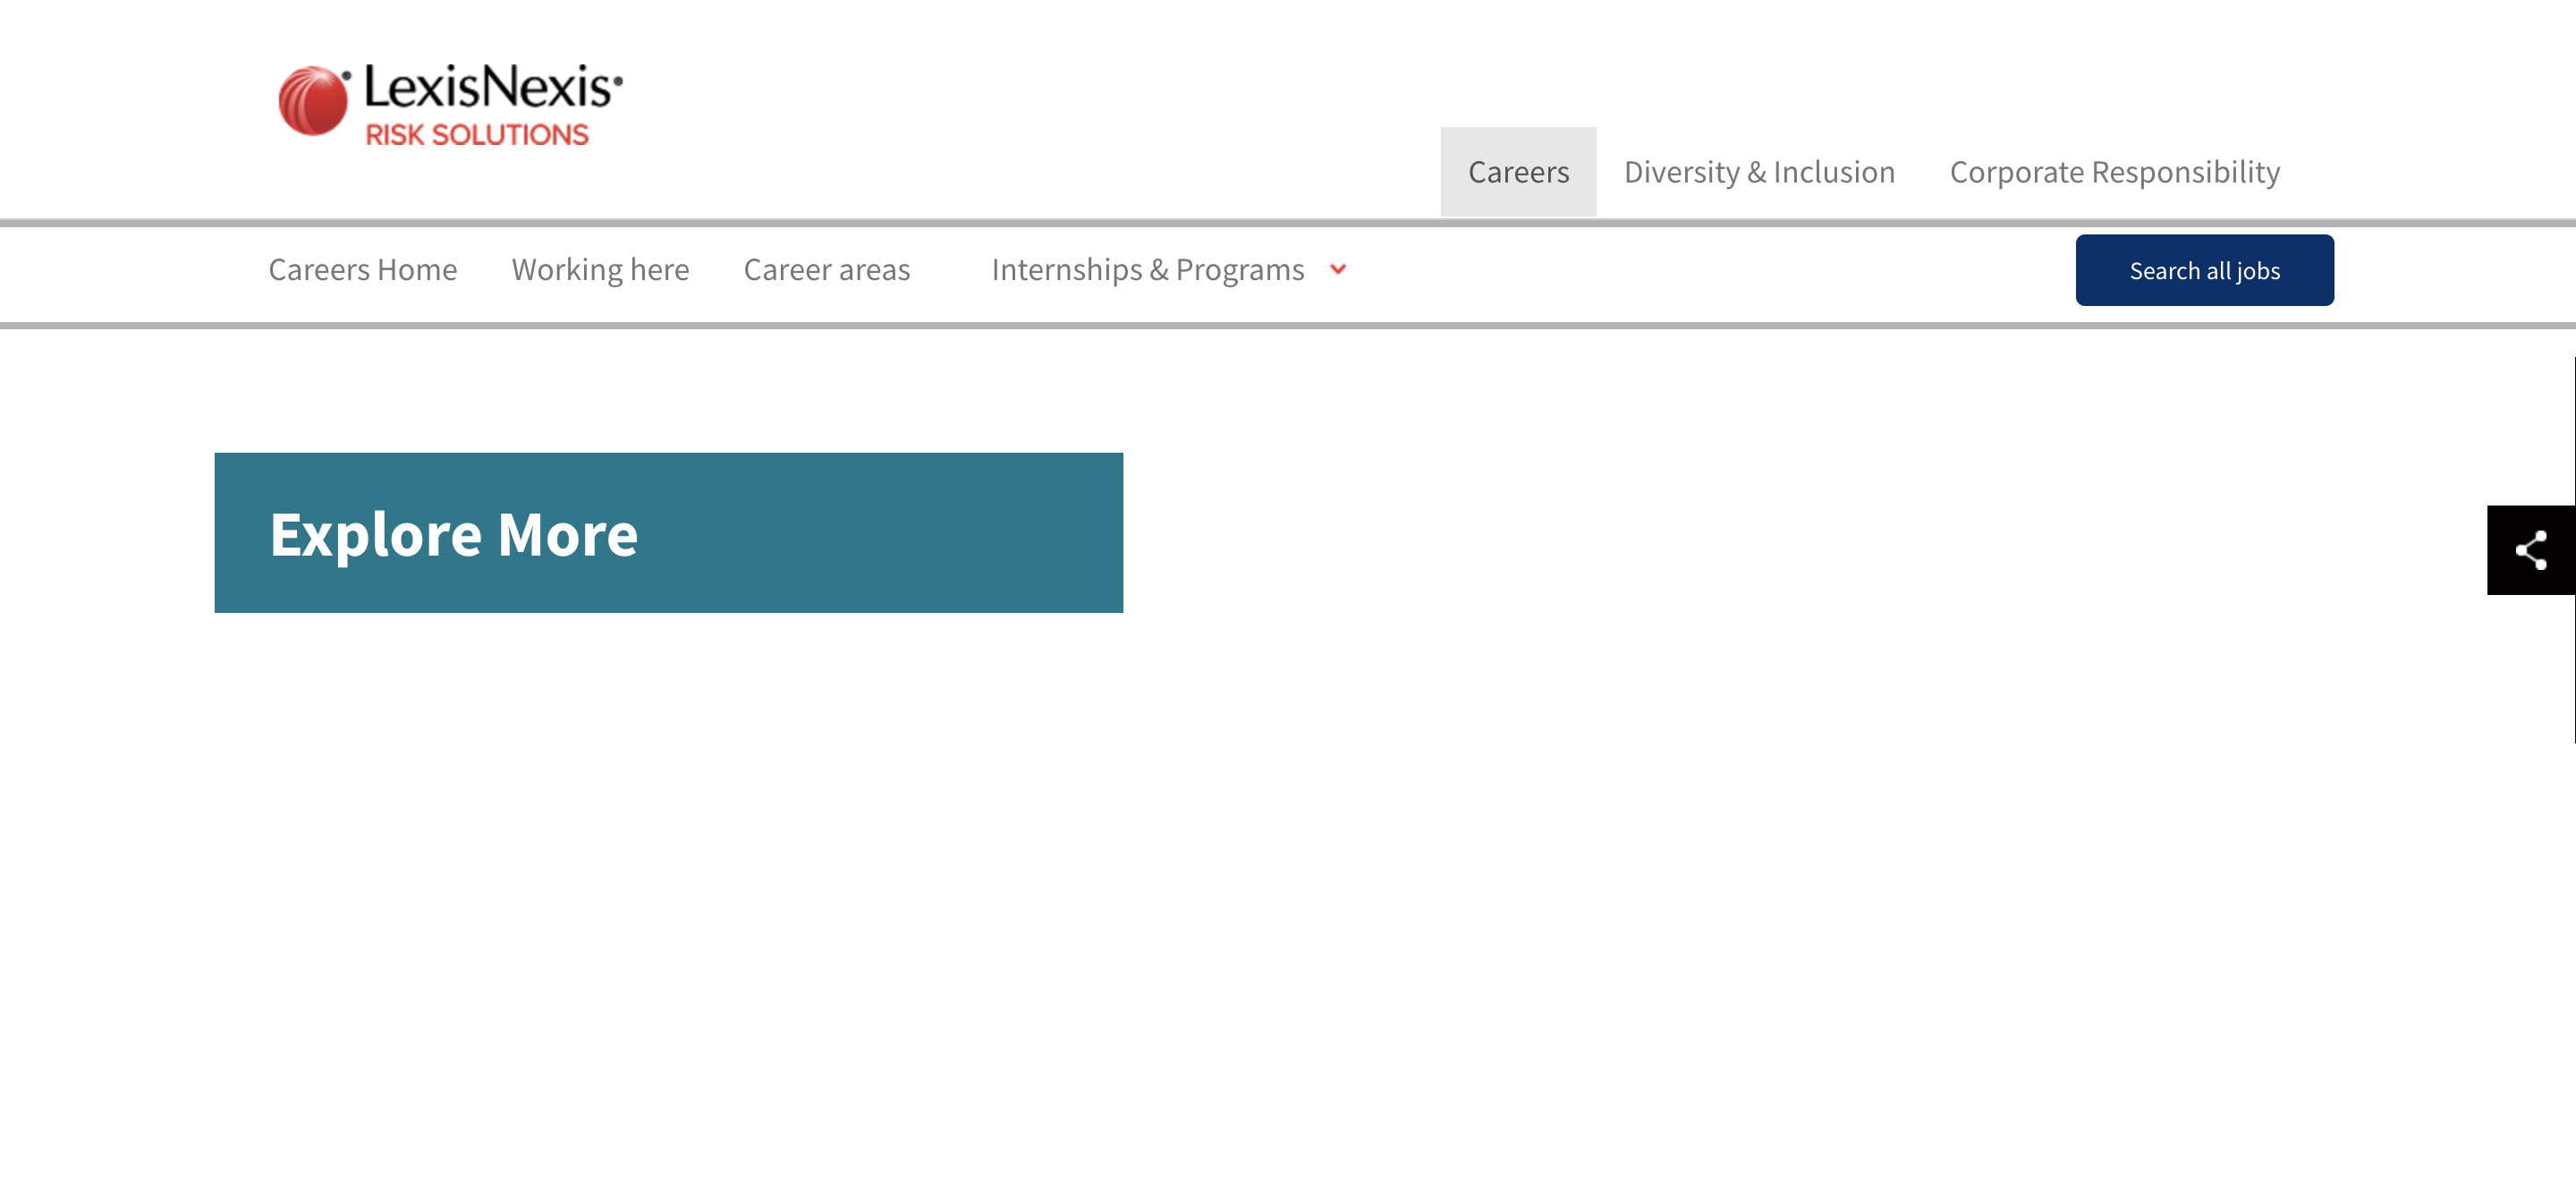 LexisNexis
RISK SOLUTIONS
Careers Diversity & Inclusion Corporate Responsibility
Careers Home Working here Career areas Internships & Programs Search all jobs
Explore More